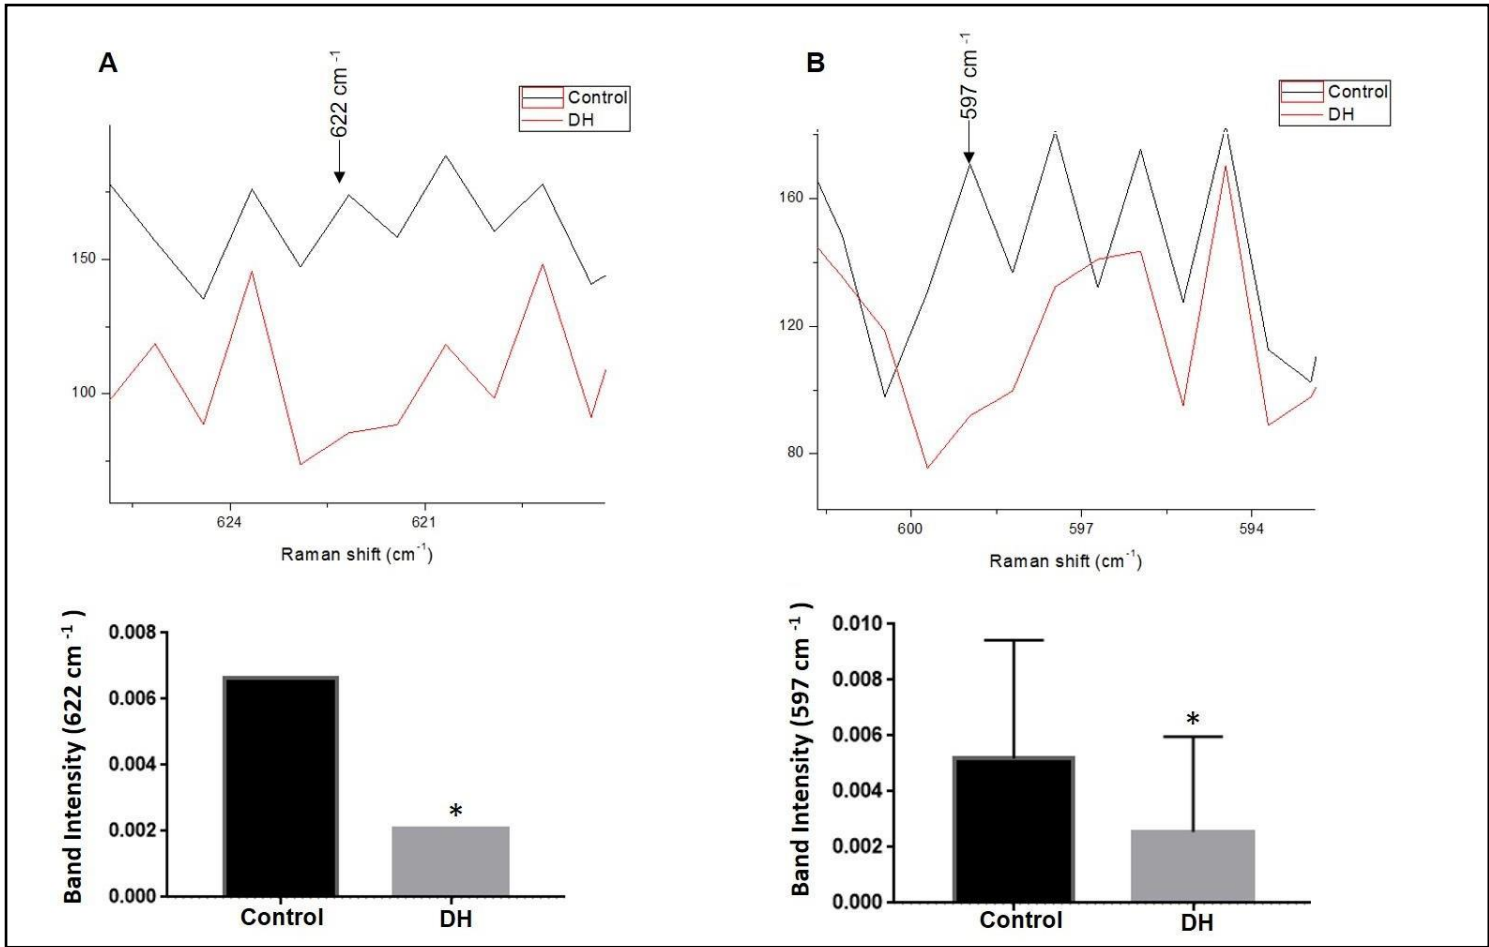 A
622 cm⁻¹
Control
DH
150
100
624
621
Raman shift (cm⁻¹)
B
597 cm⁻¹
Control
DH
160
120
80
600
597
594
Raman shift (cm⁻¹)
Band Intensity (622 cm ⁻¹ )
0.008
0.006
0.004
0.002
0.000
*
Control
DH
Band Intensity (597 cm ⁻¹ )
0.010
0.008
0.006
0.004
0.002
0.000
*
Control
DH